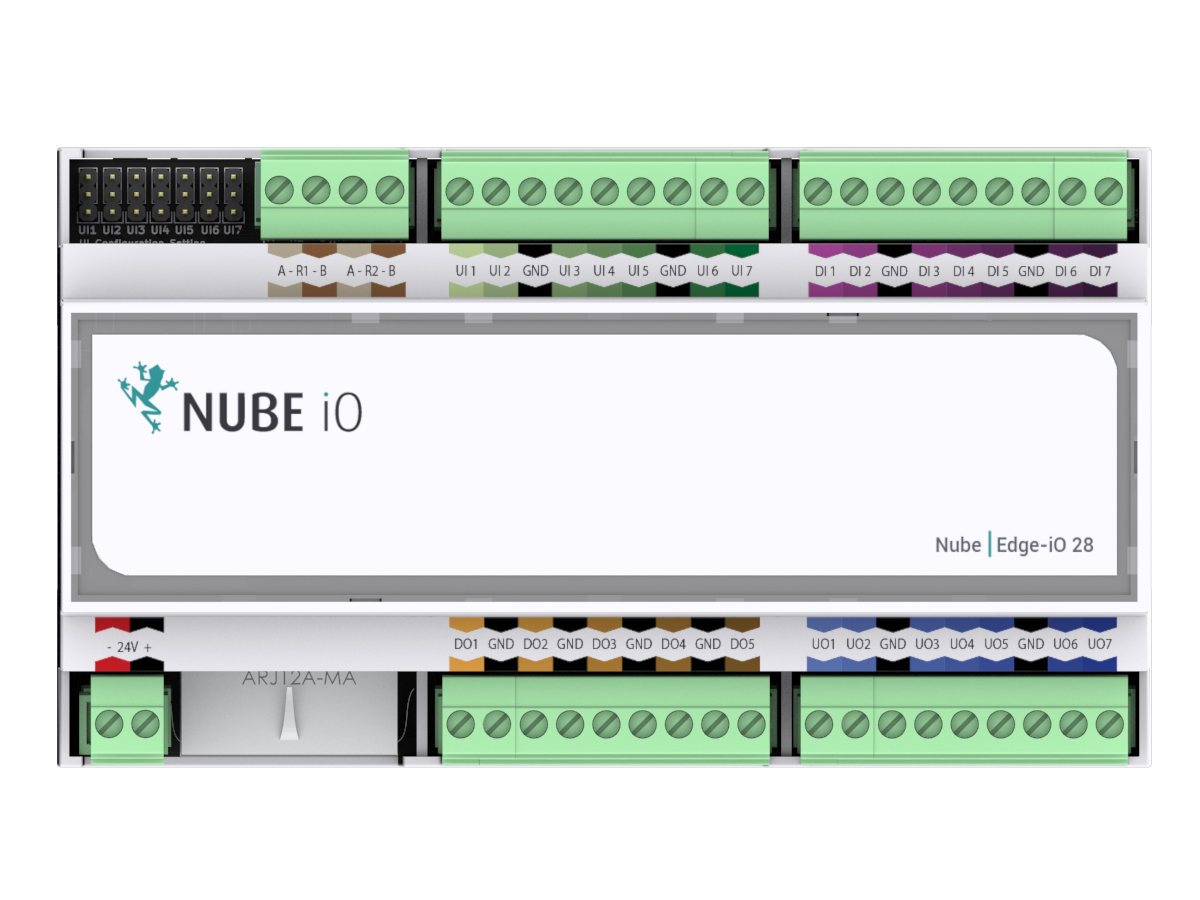 UI1 UI2 UI3 UI4 UI5 UI6 UI7
UI Configuration Setting
A - R1 - B A - R2 - B
UI 1 UI 2 GND UI 3 UI 4 UI 5 GND UI 6 UI 7
DI 1 DI 2 GND DI 3 DI 4 DI 5 GND DI 6 DI 7
NUBE iO
Nube | Edge-iO 28
- 24V +
DO1 GND DO2 GND DO3 GND DO4 GND DO5
UO1 UO2 GND UO3 UO4 UO5 GND UO6 UO7
ARJ12A-MA